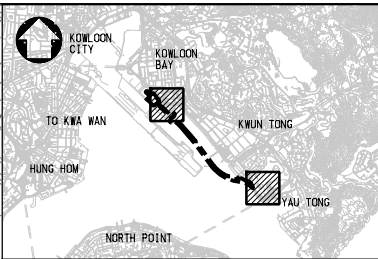 KOWLOON
CITY
KOWLOON
BAY
TO KWA WAN
KWUN TONG
HUNG HOM
YAU TONG
NORTH POINT